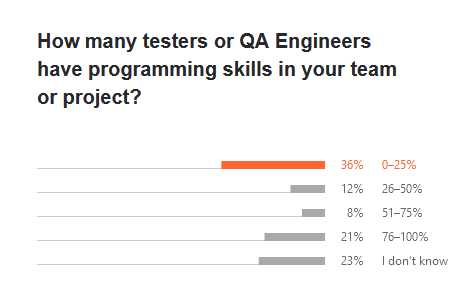 How many testers or QA Engineers
have programming skills in your team
or project?
36% 0–25%
12% 26–50%
8% 51–75%
21% 76–100%
23% I don't know